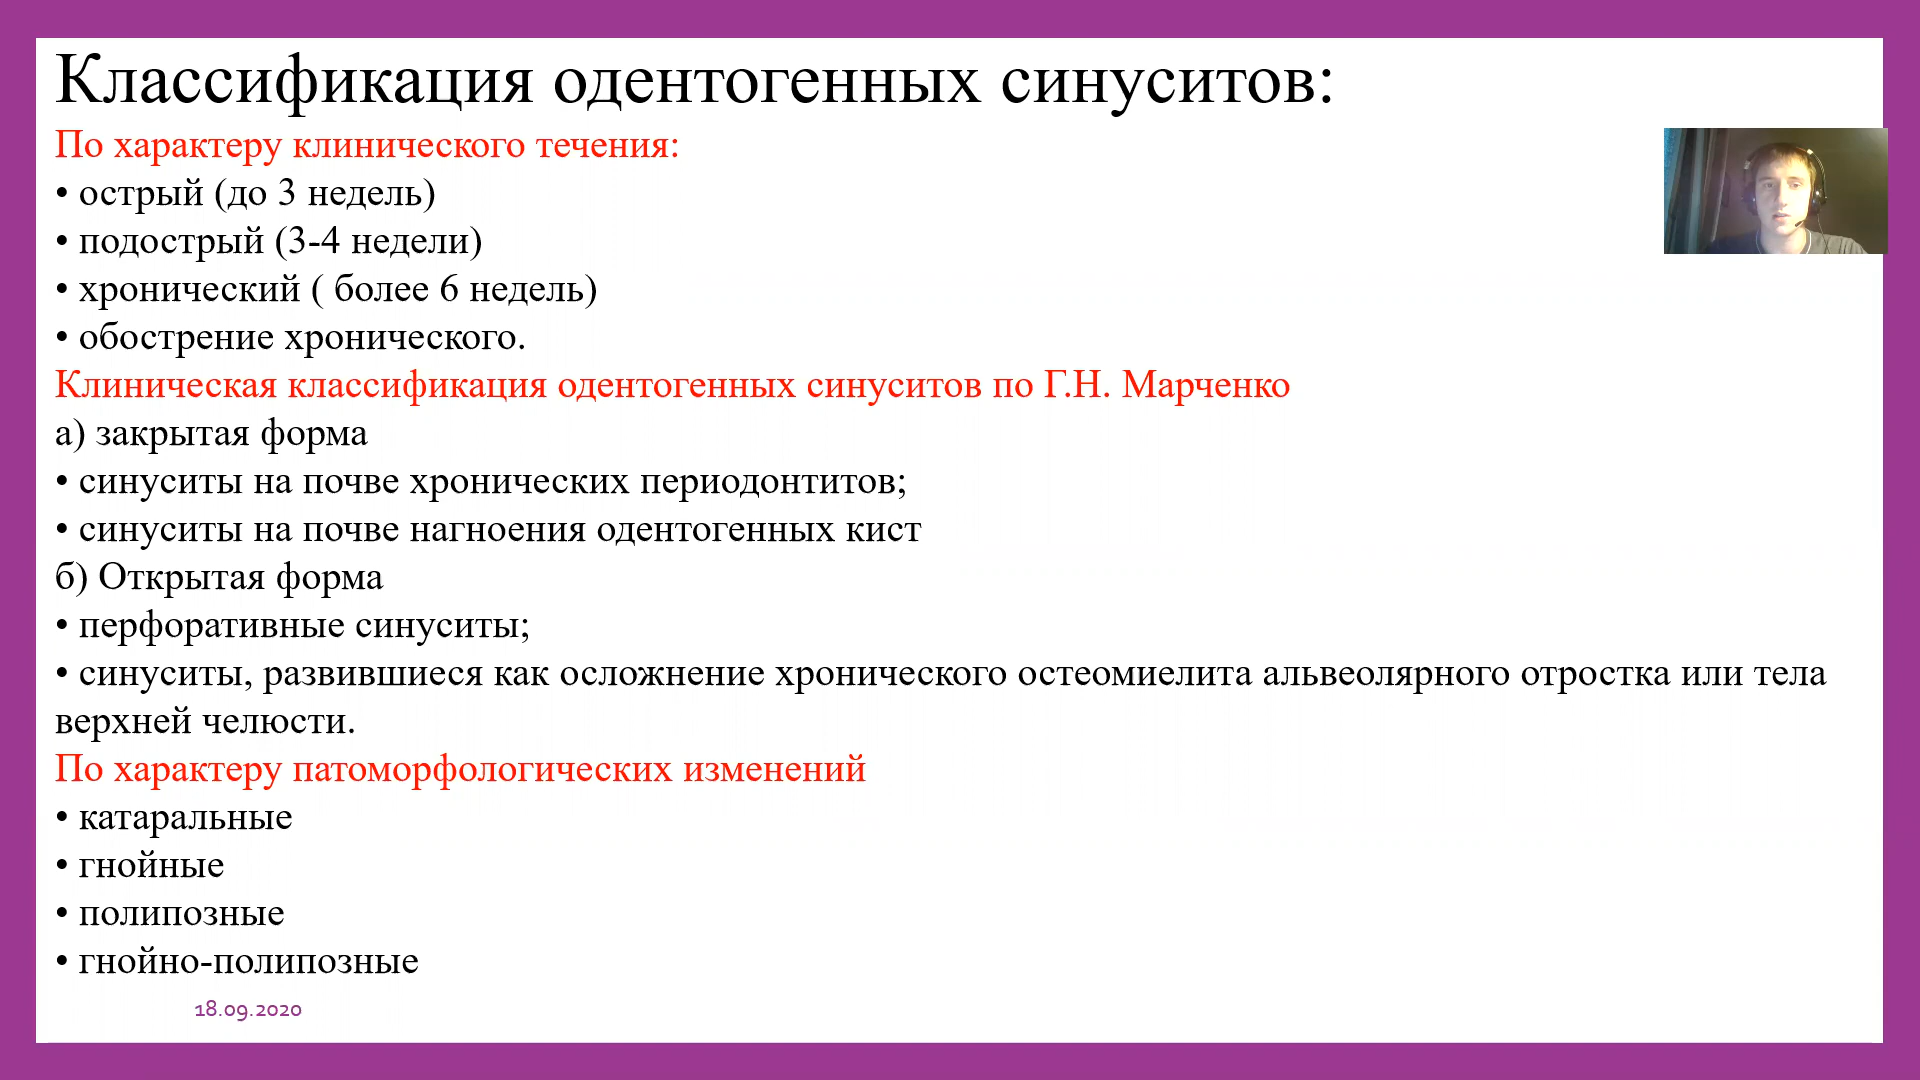 Классификация одентогенных синуситов:
По характеру клинического течения:
• острый (до 3 недель)
• подострый (3-4 недели)
• хронический ( более 6 недель)
• обострение хронического.
Клиническая классификация одентогенных синуситов по Г.Н. Марченко
а) закрытая форма
• синуситы на почве хронических периодонтитов;
• синуситы на почве нагноения одентогенных кист
б) Открытая форма
• перфоративные синуситы;
• синуситы, развившиеся как осложнение хронического остеомиелита альвеолярного отростка или тела
верхней челюсти.
По характеру патоморфологических изменений
• катаральные
• гнойные
• полипозные
• гнойно-полипозные
18.09.2020